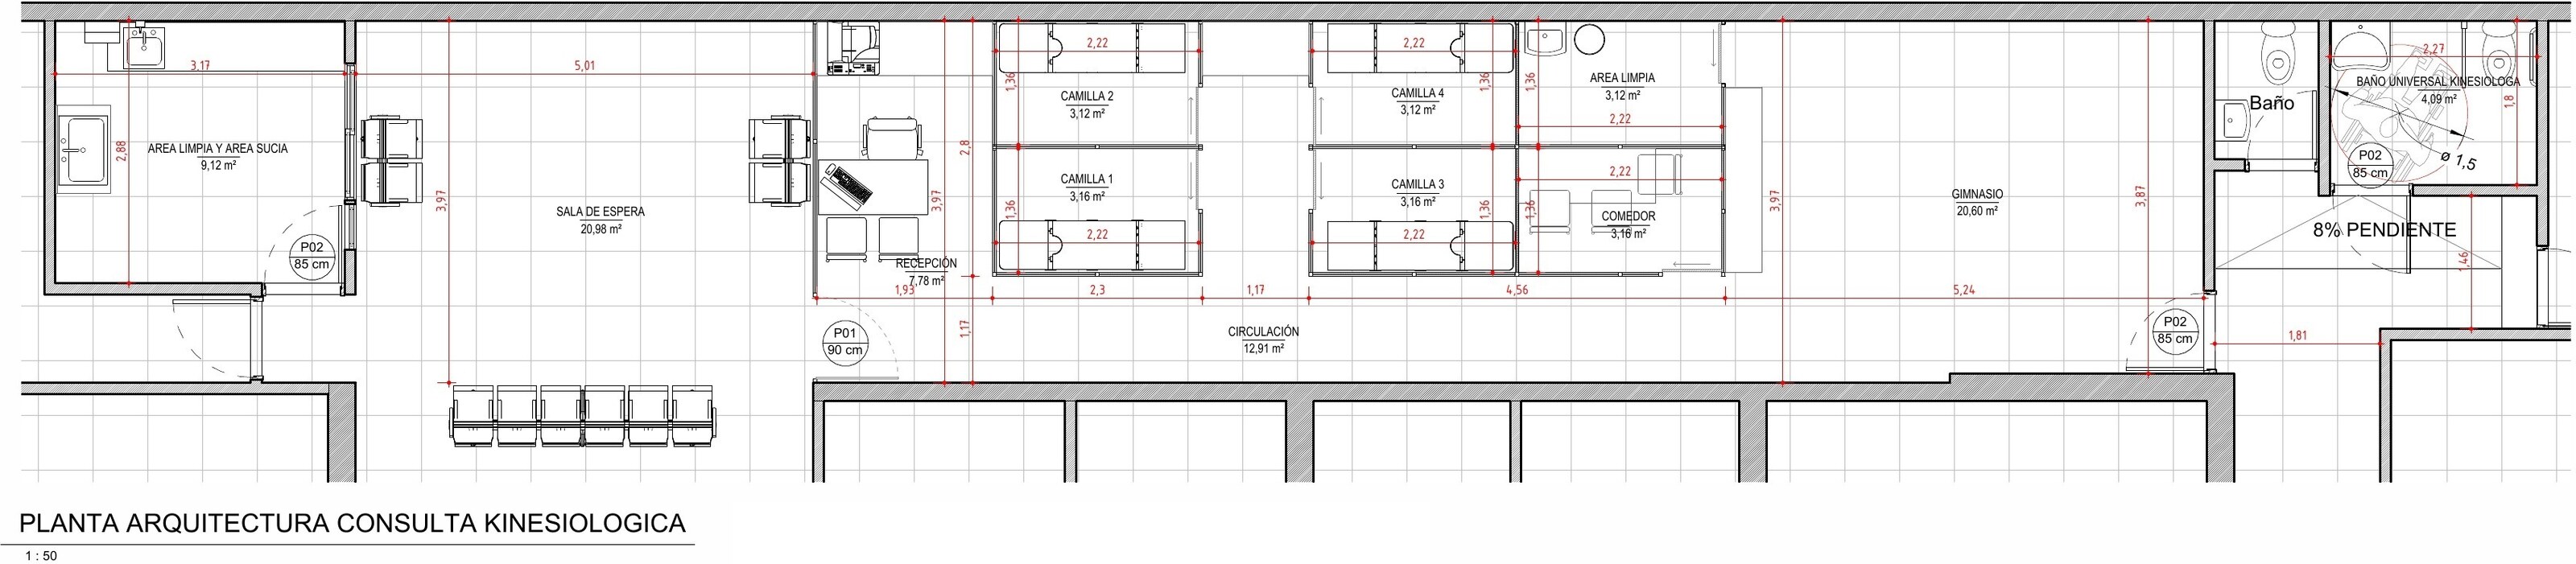 3,17
2,88
AREA LIMPIA Y AREA SUCIA
9,12 m²
P02
85 cm
5,01
3,97
SALA DE ESPERA
20,98 m²
P01
90 cm
RECEPCIÓN
7,78 m²
1,93
3,97
2,8
1,17
2,22
1,36
CAMILLA 2
3,12 m²
CAMILLA 1
3,16 m²
1,36
2,22
2,3
1,17
CIRCULACIÓN
12,91 m²
2,22
1,36
CAMILLA 4
3,12 m²
CAMILLA 3
3,16 m²
1,36
2,22
4,56
1,36
AREA LIMPIA
3,12 m²
2,22
2,22
1,36
COMEDOR
3,16 m²
3,97
GIMNASIO
20,60 m²
5,24
3,87
P02
85 cm
Baño
2,27
BAÑO UNIVERSAL KINESIOLOGA
4,09 m²
1,8
ø 1,5
P02
85 cm
8% PENDIENTE
1,46
1,81
PLANTA ARQUITECTURA CONSULTA KINESIOLOGICA
1 : 50